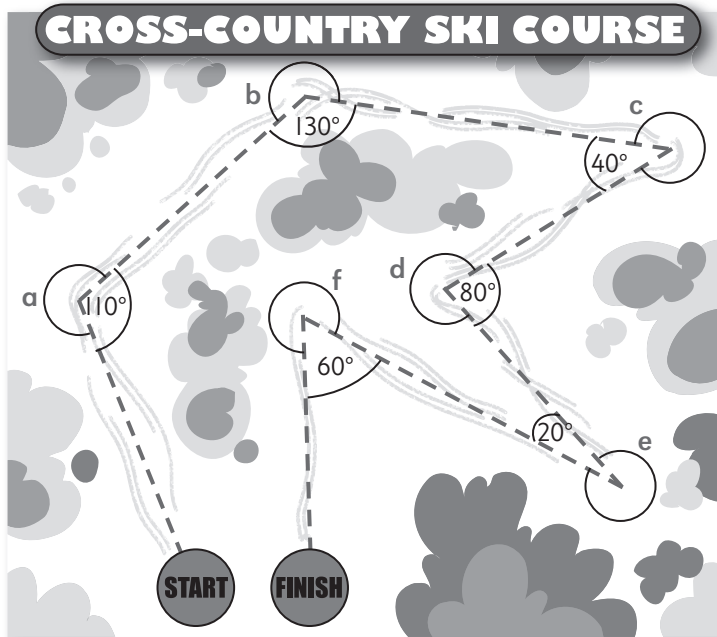 CROSS-COUNTRY SKI COURSE
b
130°
c
40°
a
110°
d
80°
f
60°
20°
e
START
FINISH